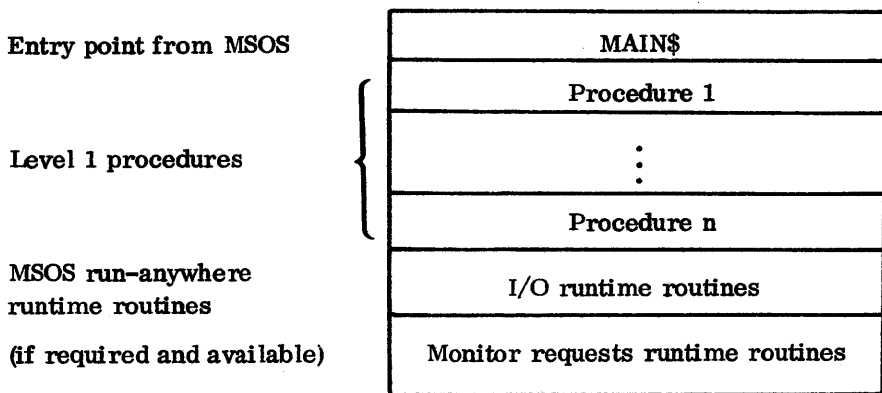 Entry point from MSOS
MAIN$
Procedure 1
Level 1 procedures
Procedure n
MSOS run-anywhere
runtime routines
I/O runtime routines
(if required and available)
Monitor requests runtime routines